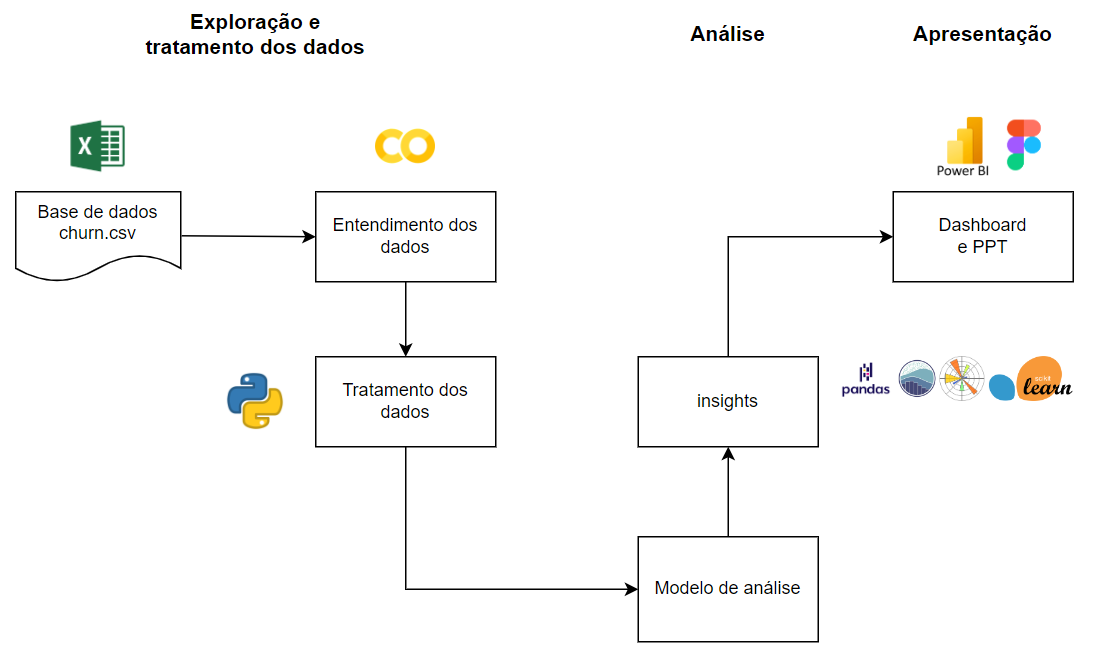 Exploração e
tratamento dos dados
Análise
Apresentação
X
Power BI
Base de dados
churn.csv
Entendimento dos
dados
Dashboard
e PPT
Tratamento dos
dados
insights
pandas
scikit
learn
Modelo de análise